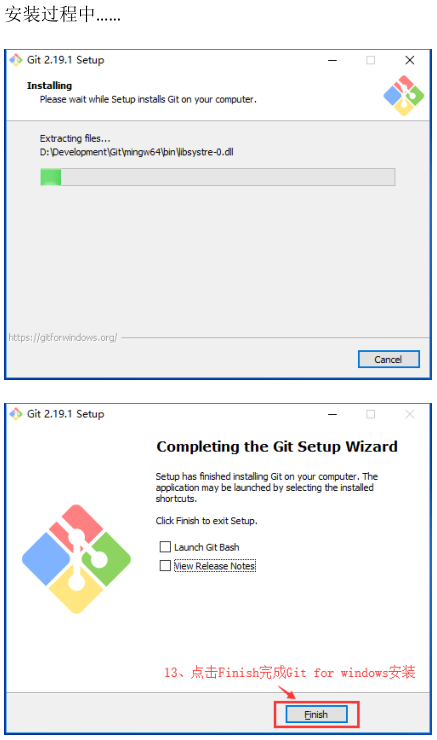 安装过程中……
Git 2.19.1 Setup
Installing
Please wait while Setup installs Git on your computer.
Extracting files...
D:\Development\Git\mingw64\bin\libsystre-0.dll
https://gitforwindows.org/
Cancel
Git 2.19.1 Setup
Completing the Git Setup Wizard
Setup has finished installing Git on your computer. The
application may be launched by selecting the installed
shortcuts.
Click Finish to exit Setup.
Launch Git Bash
View Release Notes
13、点击Finish完成Git for windows安装
Finish